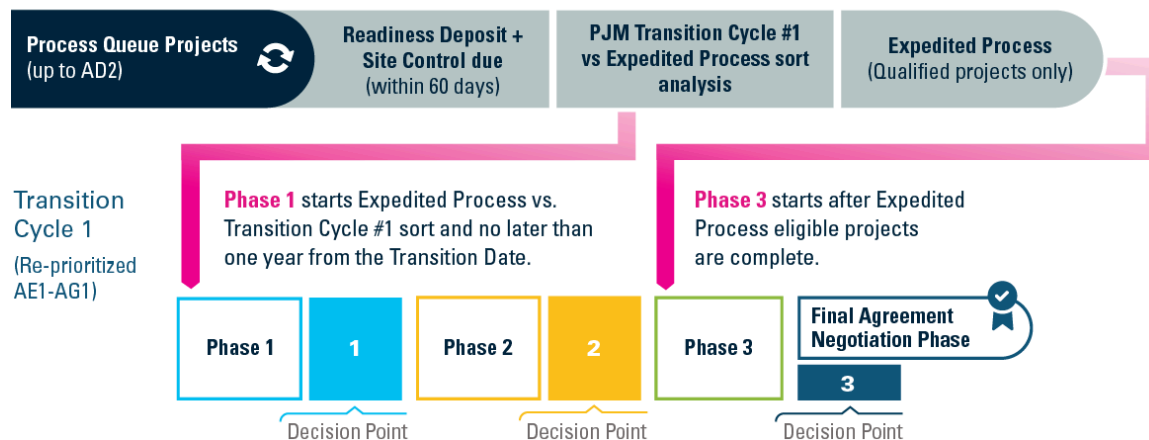 Process Queue Projects
(up to AD2)
Readiness Deposit +
Site Control due
(within 60 days)
PJM Transition Cycle #1
vs Expedited Process sort
analysis
Expedited Process
(Qualified projects only)
Transition
Cycle 1
(Re-prioritized
AE1-AG1)
Phase 1 starts Expedited Process vs.
Transition Cycle #1 sort and no later than
one year from the Transition Date.
Phase 3 starts after Expedited
Process eligible projects
are complete.
Phase 1
1
Phase 2
2
Phase 3
Final Agreement
Negotiation Phase
3
Decision Point
Decision Point
Decision Point